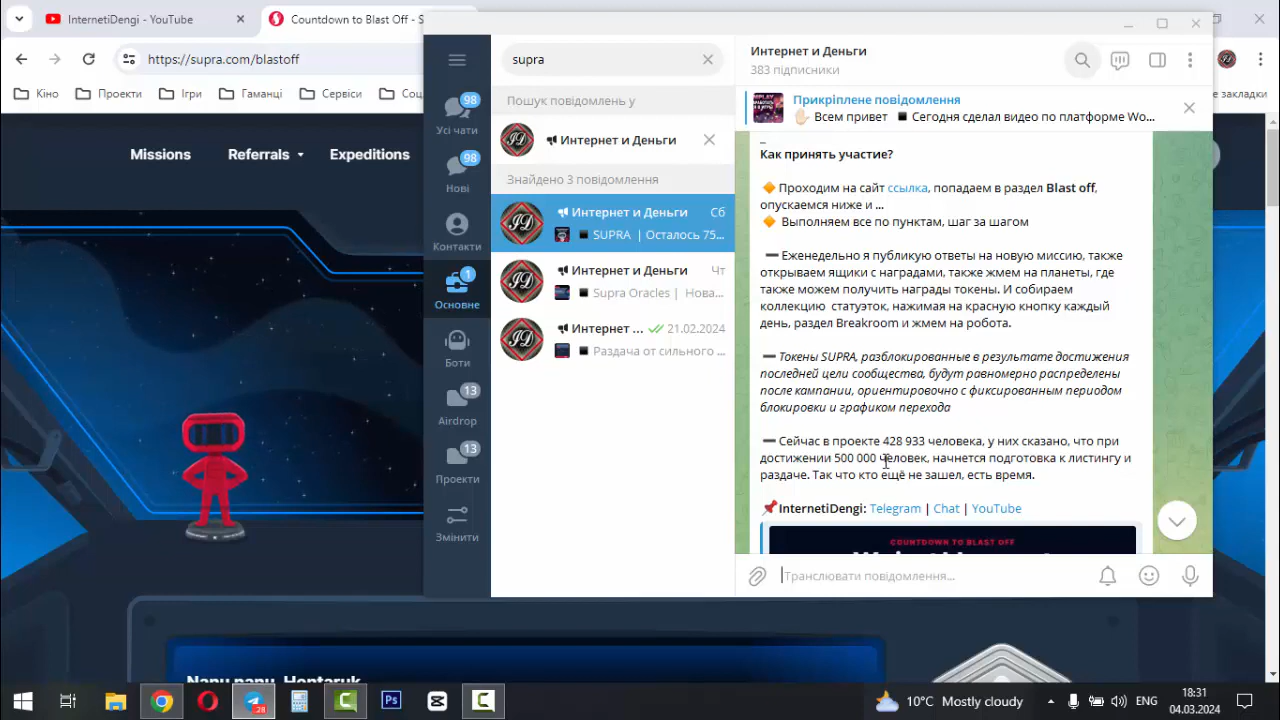 InternetiDengi - YouTube
Countdown to Blast Off - S
https://supra.com/blastoff
Кіно
Проекти
Ігри
Гаманці
Сервіси
Соц
закладки
Missions
Referrals
Expeditions
98
Усі чати
98
Нові
Контакти
1
Основне
Боти
13
Airdrop
13
Проекти
Змінити
supra
Пошук повідомлень у
Интернет и Деньги
Знайдено 3 повідомлення
Интернет и Деньги Сб
SUPRA | Осталось 75...
Интернет и Деньги Чт
Supra Oracles | Нова...
Интернет ... 21.02.2024
Раздача от сильного ...
Интернет и Деньги
383 підписники
Прикріплене повідомлення
Всем привет Сегодня сделал видео по платформе Wo...
Как принять участие?
Проходим на сайт ссылка, попадаем в раздел Blast off,
опускаемся ниже и ...
Выполняем все по пунктам, шаг за шагом
Еженедельно я публикую ответы на новую миссию, также
открываем ящики с наградами, также жмем на планеты, где
также можем получить награды токены. И собираем
коллекцию статуэток, нажимая на красную кнопку каждый
день, раздел Breakroom и жмем на робота.
Токены SUPRA, разблокированные в результате достижения
последней цели сообщества, будут равномерно распределены
после кампании, ориентировочно с фиксированным периодом
блокировки и графиком перехода
Сейчас в проекте 428 933 человека, у них сказано, что при
достижении 500 000 человек, начнется подготовка к листингу и
раздаче. Так что кто ещё не зашел, есть время.
InternetiDengi: Telegram | Chat | YouTube
COUNTDOWN TO BLAST OFF
Транслювати повідомлення...
Nanu nanu, Hentaruk
28
10°C Mostly cloudy
ENG
18:31
04.03.2024